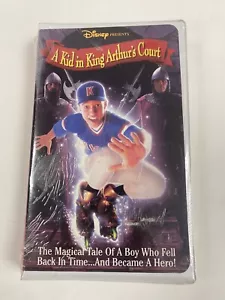 Disney PRESENTS
A Kid in King Arthur's Court
The Magical Tale Of A Boy Who Fell
Back In Time...And Became A Hero!